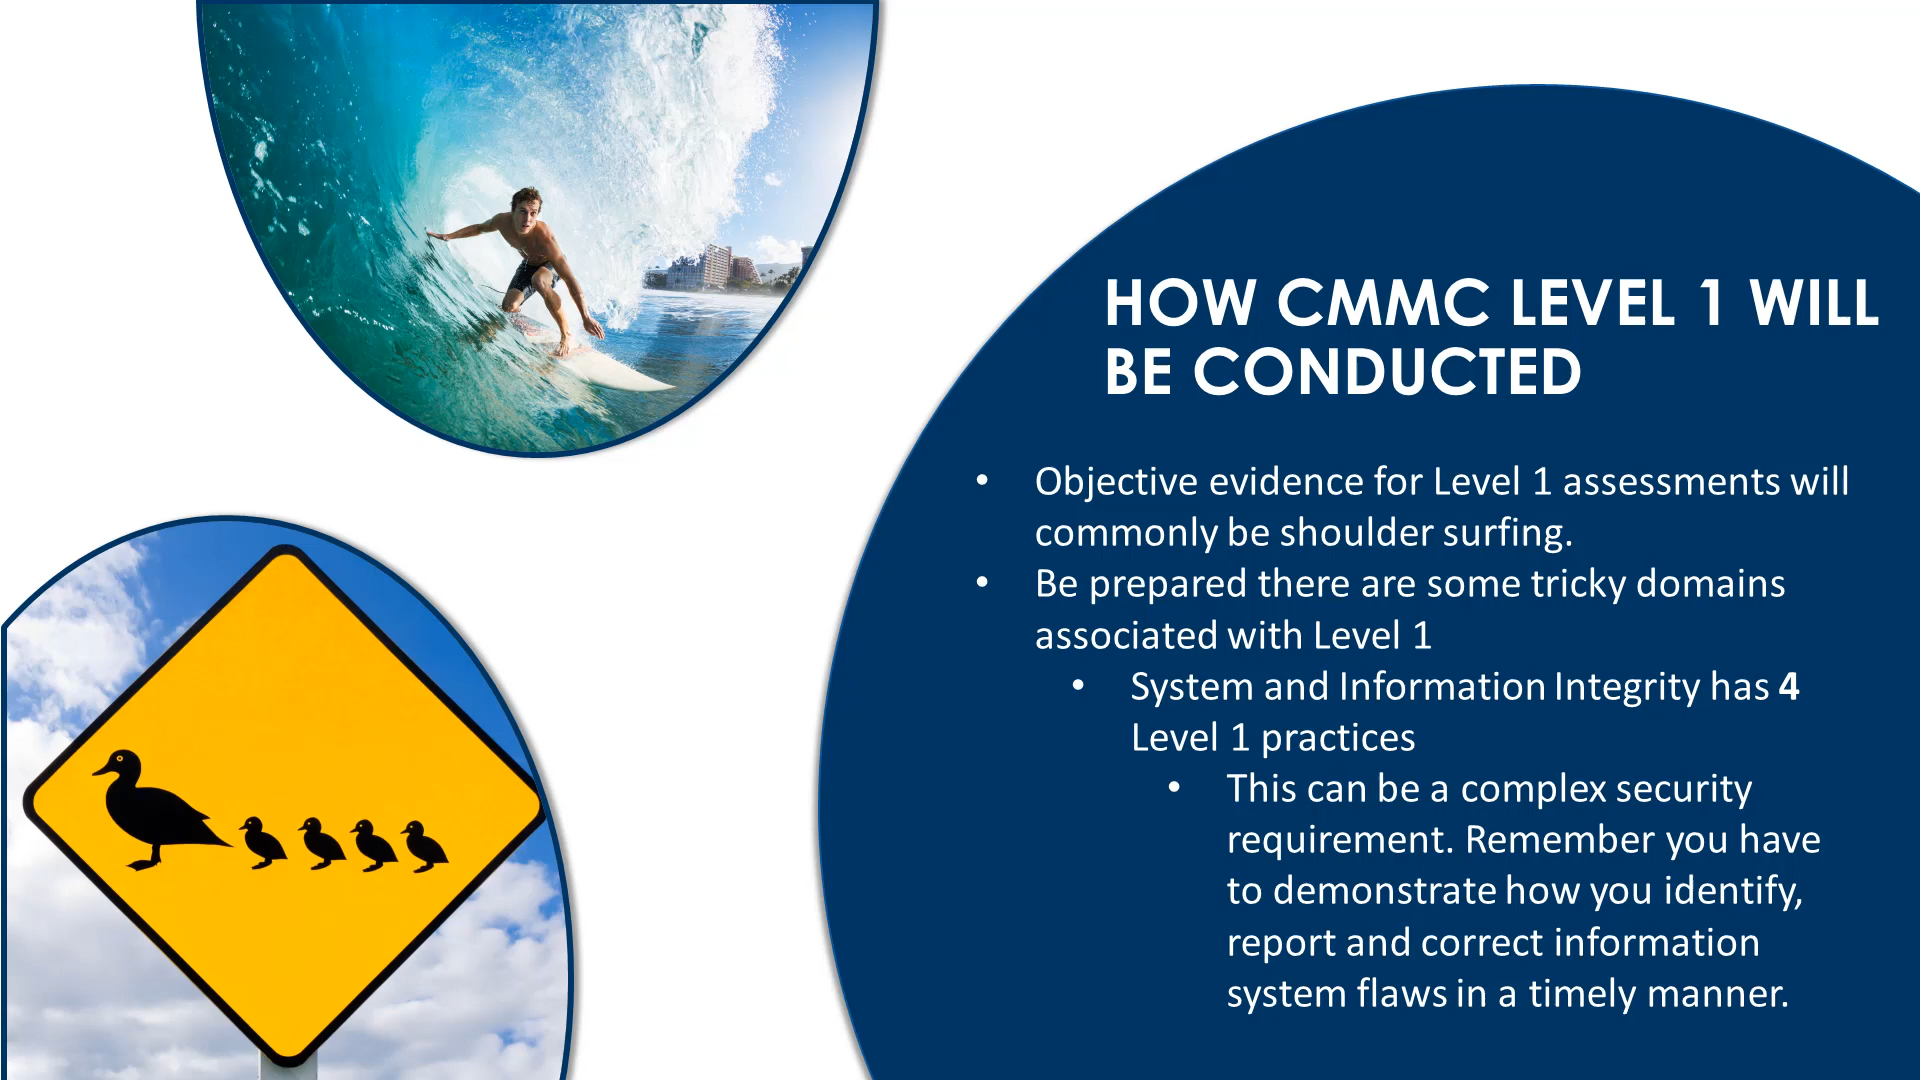 HOW CMMC LEVEL 1 WILL
BE CONDUCTED
• Objective evidence for Level 1 assessments will
commonly be shoulder surfing.
• Be prepared there are some tricky domains
associated with Level 1
• System and Information Integrity has 4
Level 1 practices
• This can be a complex security
requirement. Remember you have
to demonstrate how you identify,
report and correct information
system flaws in a timely manner.